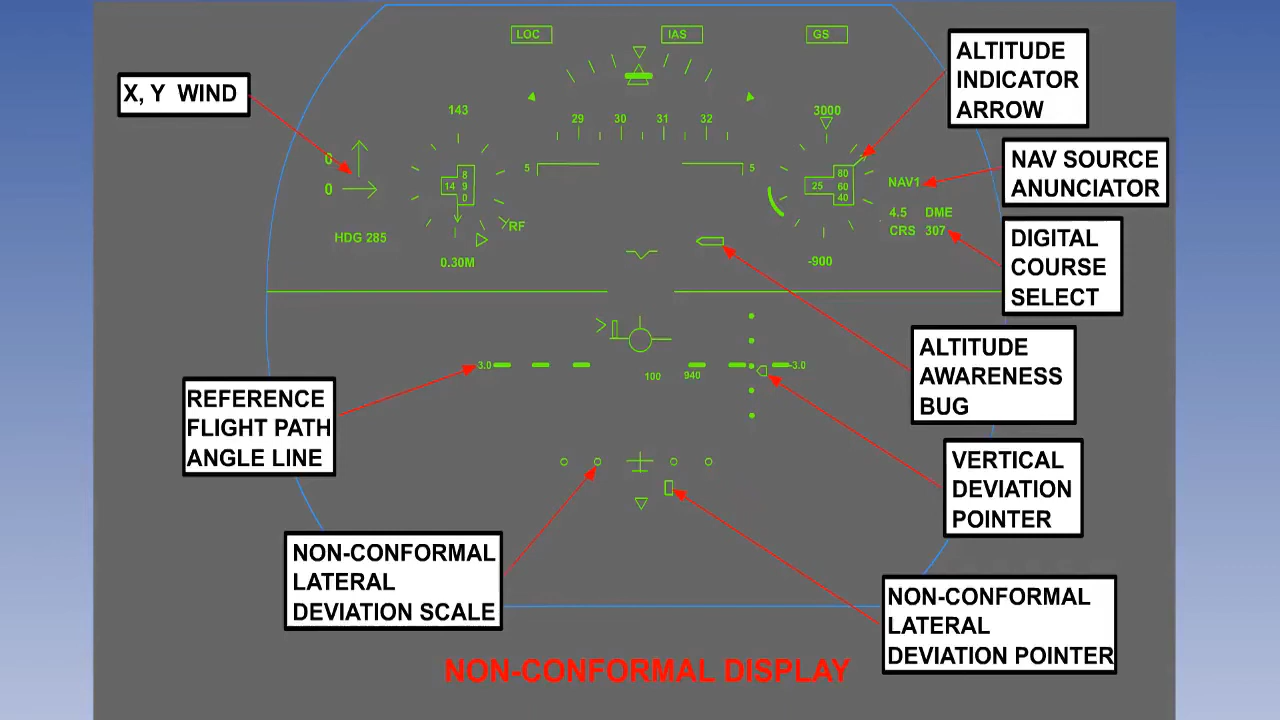 LOC
IAS
GS
ALTITUDE
INDICATOR
ARROW
X, Y WIND
143
29 30 31 32
3000
NAV SOURCE
ANUNCIATOR
0
0
14
8
9
0
5
5
25
80
60
40
NAV1
4.5 DME
CRS 307
RF
HDG 285
0.30M
-900
DIGITAL
COURSE
SELECT
ALTITUDE
AWARENESS
BUG
-3.0
-3.0
100 940
REFERENCE
FLIGHT PATH
ANGLE LINE
VERTICAL
DEVIATION
POINTER
NON-CONFORMAL
LATERAL
DEVIATION SCALE
NON-CONFORMAL
LATERAL
DEVIATION POINTER
NON-CONFORMAL DISPLAY